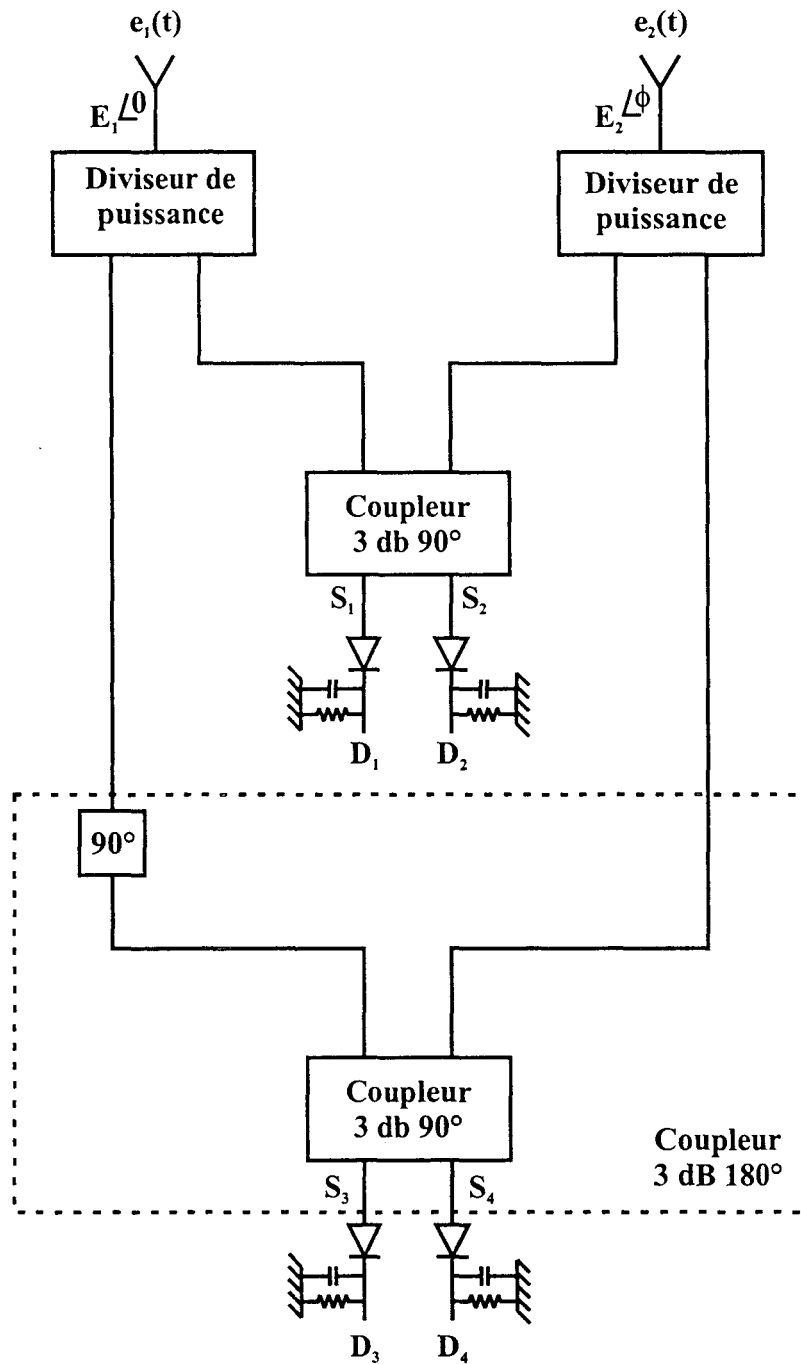 e₁(t)
e₂(t)
E₁∠0
E₂∠ϕ
Diviseur de
puissance
Diviseur de
puissance
Coupleur
3 db 90°
S₁
S₂
D₁
D₂
90°
Coupleur
3 db 90°
Coupleur
3 dB 180°
S₃
S₄
D₃
D₄